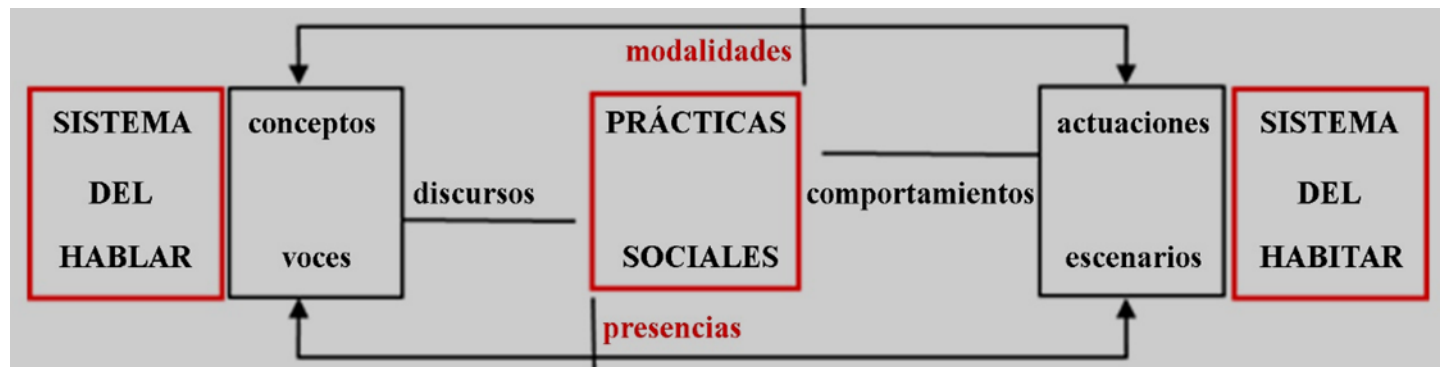 modalidades
SISTEMA
DEL
HABLAR
conceptos
voces
discursos
PRÁCTICAS
SOCIALES
comportamientos
actuaciones
escenarios
SISTEMA
DEL
HABITAR
presencias